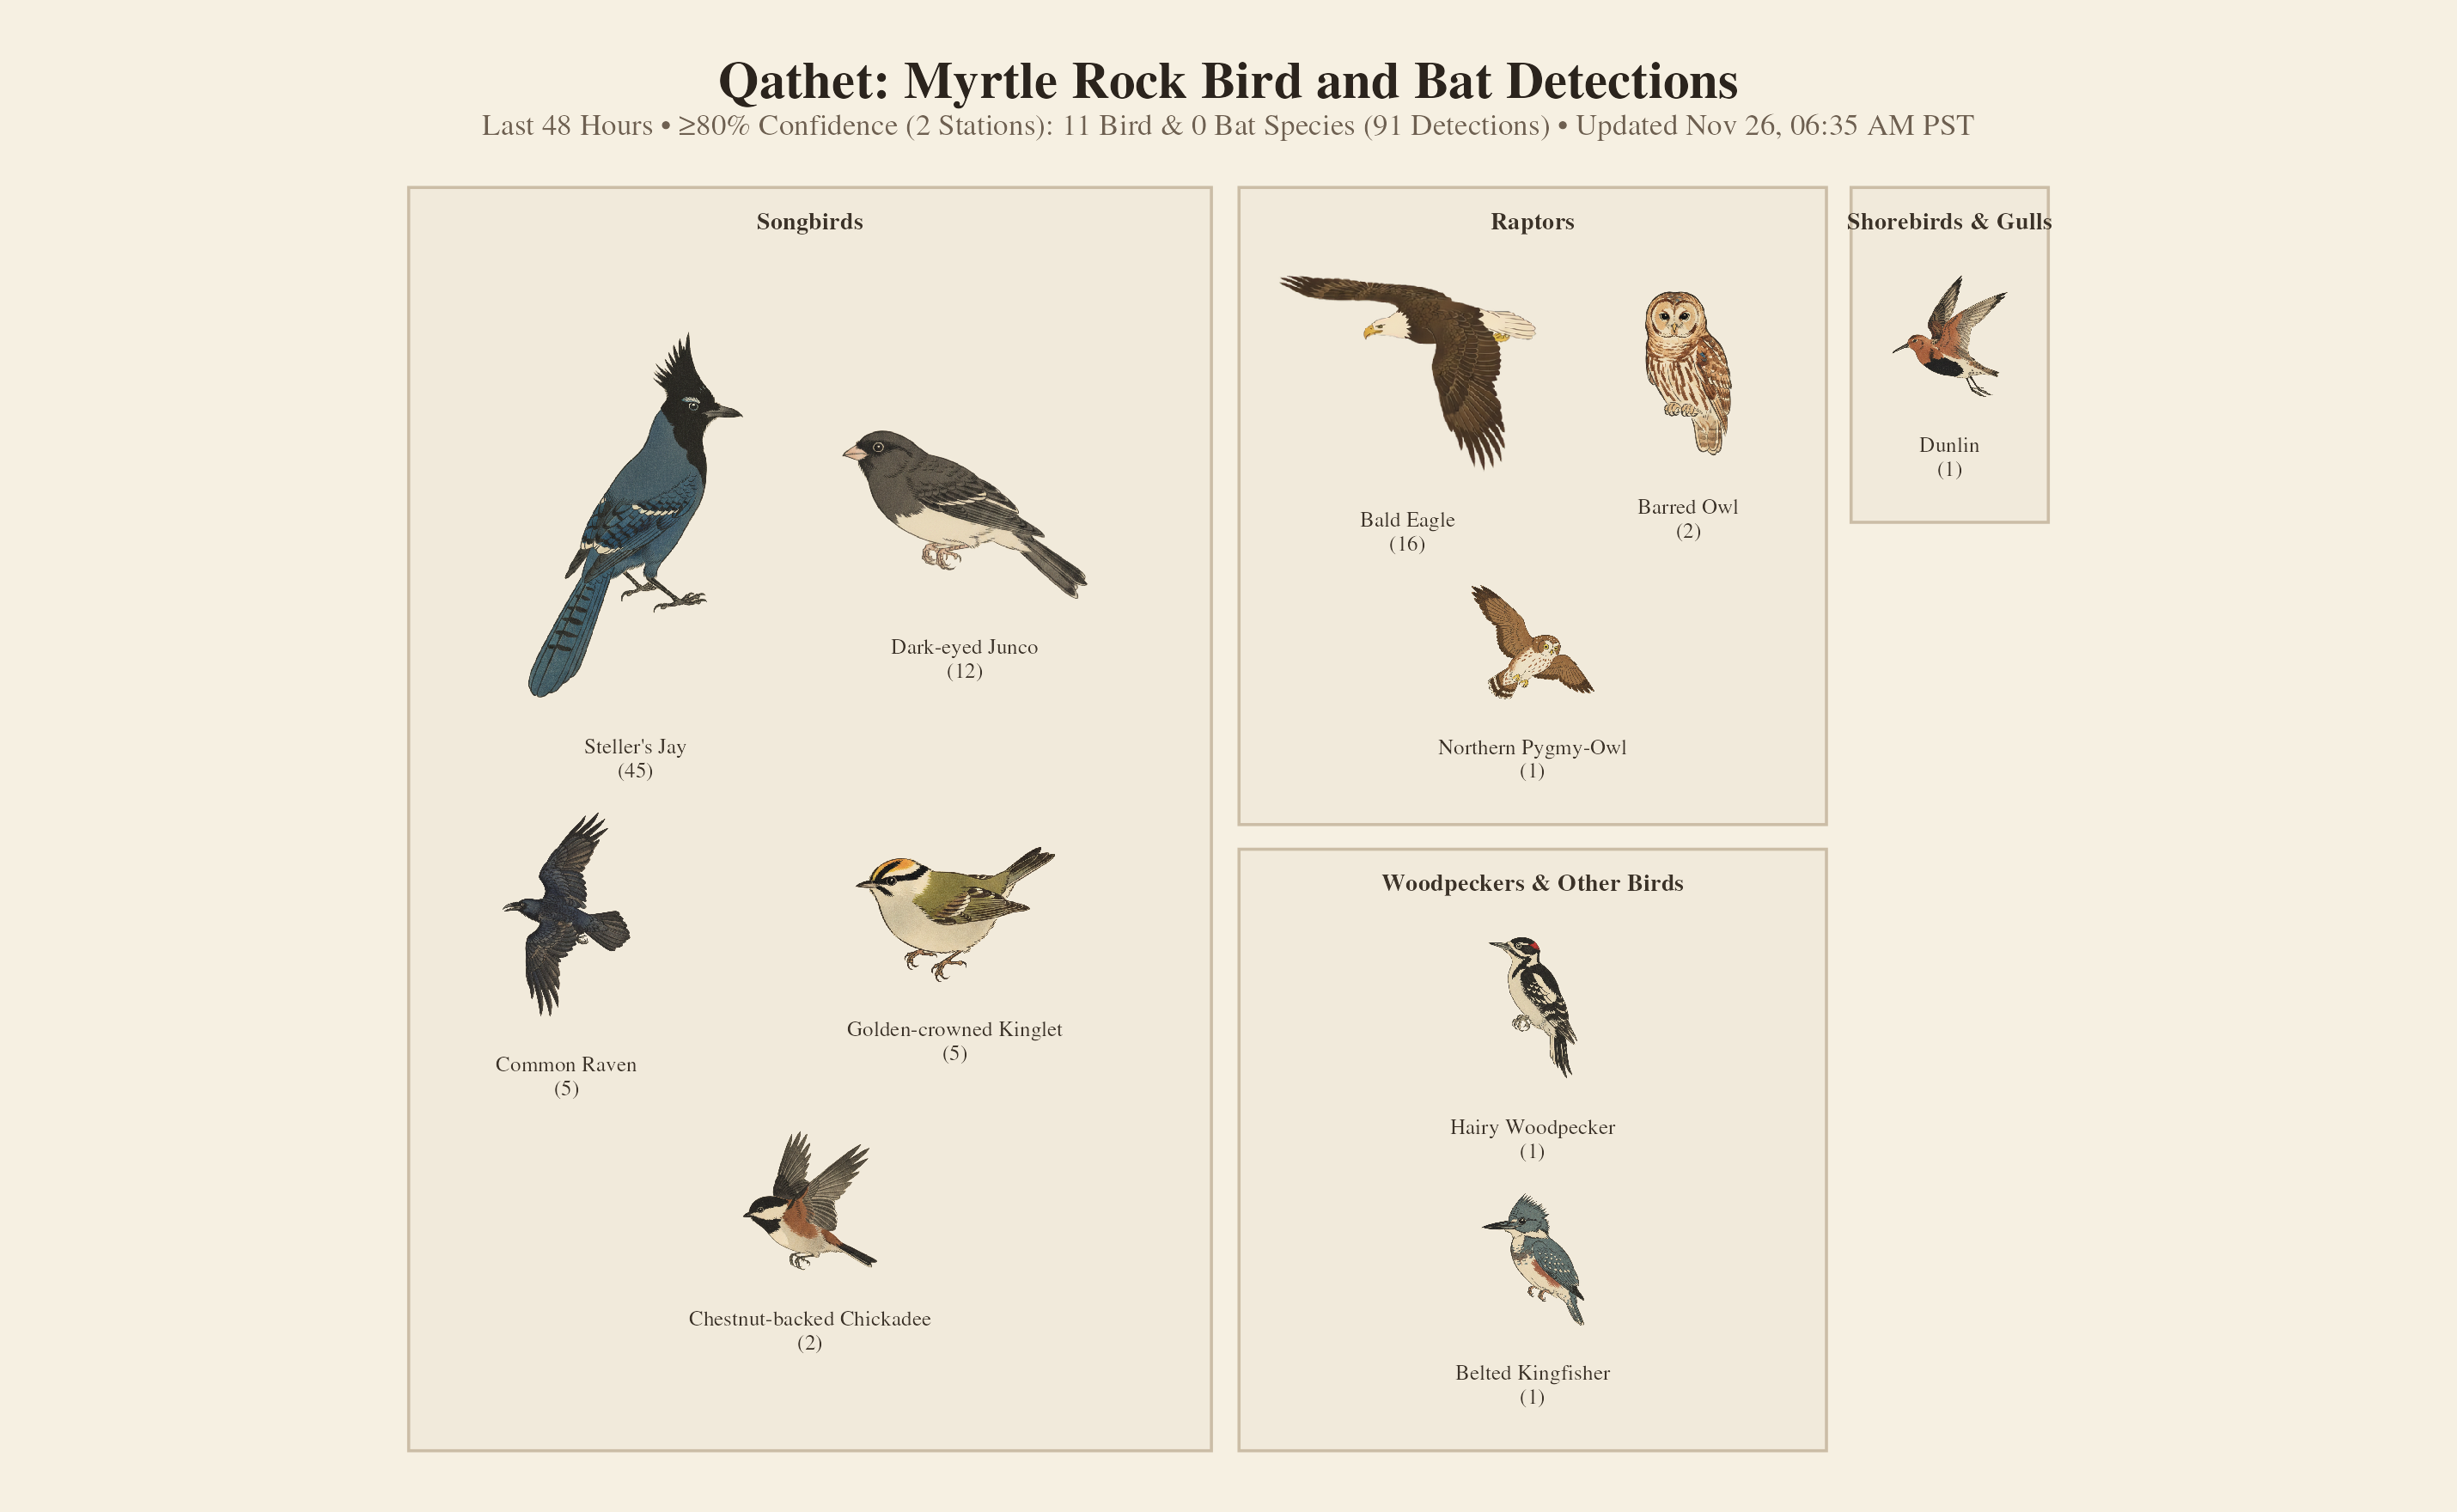 Qathet: Myrtle Rock Bird and Bat Detections
Last 48 Hours • ≥80% Confidence (2 Stations): 11 Bird & 0 Bat Species (91 Detections) • Updated Nov 26, 06:35 AM PST
Songbirds
Steller's Jay
(45)
Dark-eyed Junco
(12)
Common Raven
(5)
Golden-crowned Kinglet
(5)
Chestnut-backed Chickadee
(2)
Raptors
Bald Eagle
(16)
Barred Owl
(2)
Northern Pygmy-Owl
(1)
Woodpeckers & Other Birds
Hairy Woodpecker
(1)
Belted Kingfisher
(1)
Shorebirds & Gulls
Dunlin
(1)